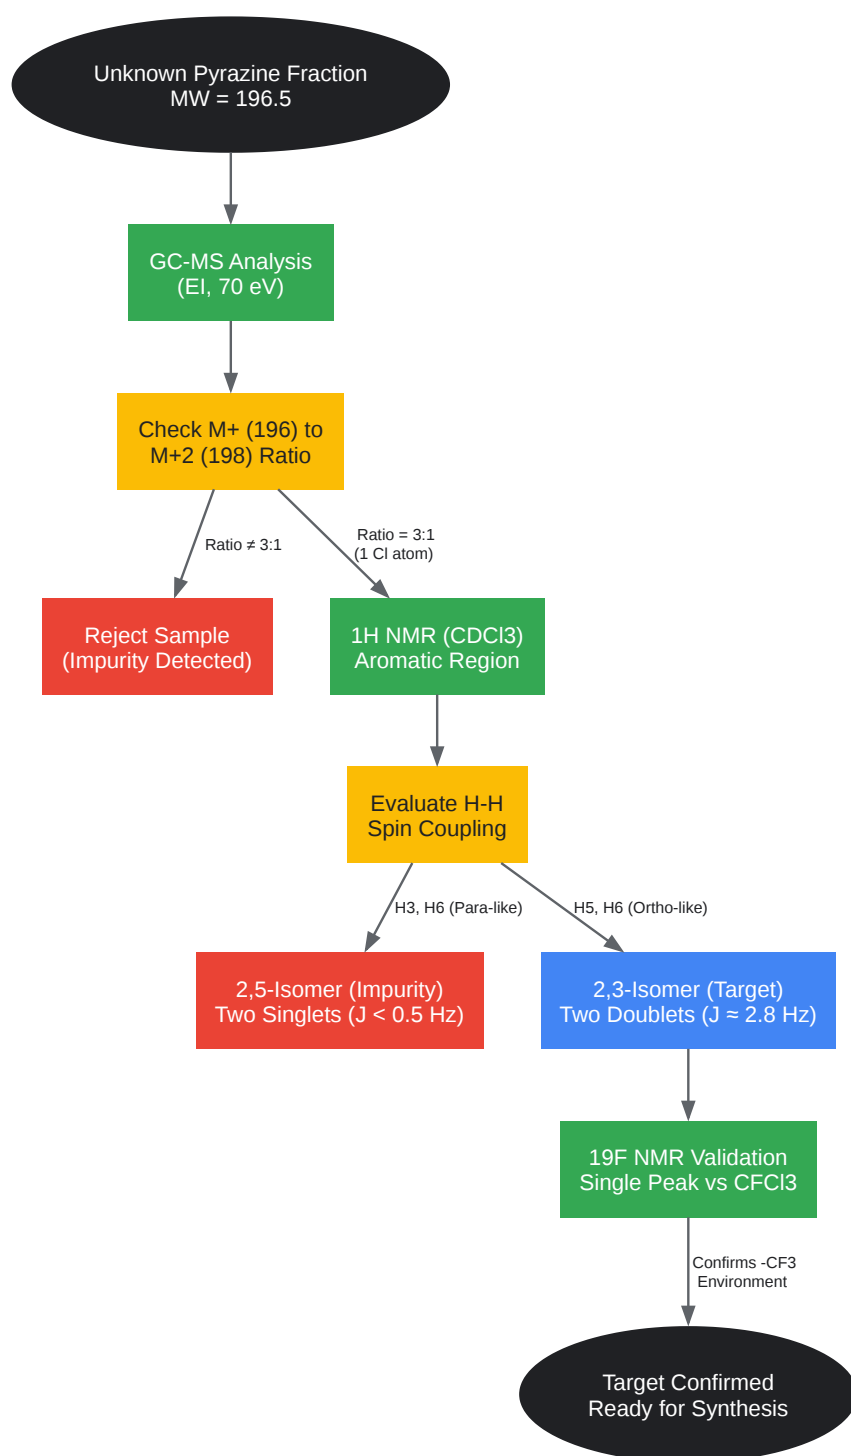 Unknown Pyrazine Fraction
MW = 196.5
GC-MS Analysis
(EI, 70 eV)
Check M+ (196) to
M+2 (198) Ratio
Ratio ≠ 3:1
Ratio = 3:1
(1 Cl atom)
Reject Sample
(Impurity Detected)
1H NMR (CDCl3)
Aromatic Region
Evaluate H-H
Spin Coupling
H3, H6 (Para-like)
H5, H6 (Ortho-like)
2,5-Isomer (Impurity)
Two Singlets (J < 0.5 Hz)
2,3-Isomer (Target)
Two Doublets (J ≈ 2.8 Hz)
19F NMR Validation
Single Peak vs CFCl3
Confirms -CF3
Environment
Target Confirmed
Ready for Synthesis